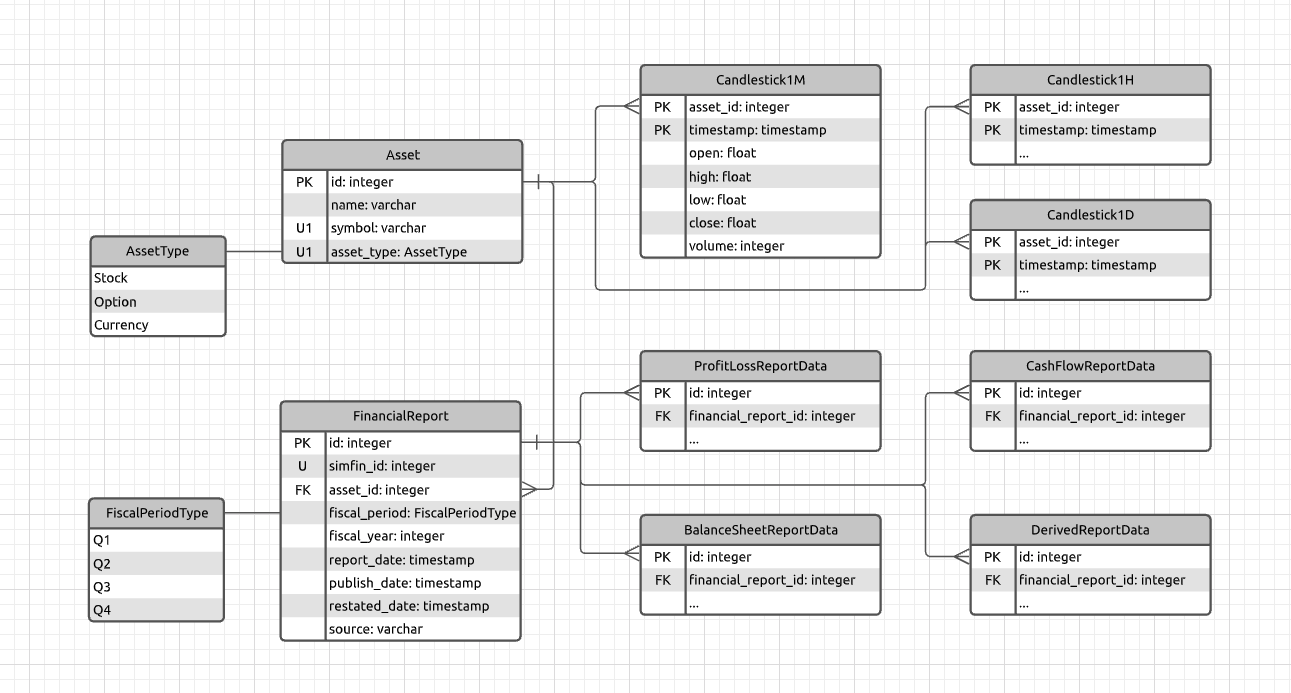 Candlestick1M
PK asset_id: integer
PK timestamp: timestamp
open: float
high: float
low: float
close: float
volume: integer
Candlestick1H
PK asset_id: integer
PK timestamp: timestamp
...
Asset
PK id: integer
name: varchar
U1 symbol: varchar
U1 asset_type: AssetType
Candlestick1D
PK asset_id: integer
PK timestamp: timestamp
...
AssetType
Stock
Option
Currency
ProfitLossReportData
PK id: integer
FK financial_report_id: integer
...
CashFlowReportData
PK id: integer
FK financial_report_id: integer
...
FinancialReport
PK id: integer
U simfin_id: integer
FK asset_id: integer
fiscal_period: FiscalPeriodType
fiscal_year: integer
report_date: timestamp
publish_date: timestamp
restated_date: timestamp
source: varchar
FiscalPeriodType
Q1
Q2
Q3
Q4
BalanceSheetReportData
PK id: integer
FK financial_report_id: integer
...
DerivedReportData
PK id: integer
FK financial_report_id: integer
...